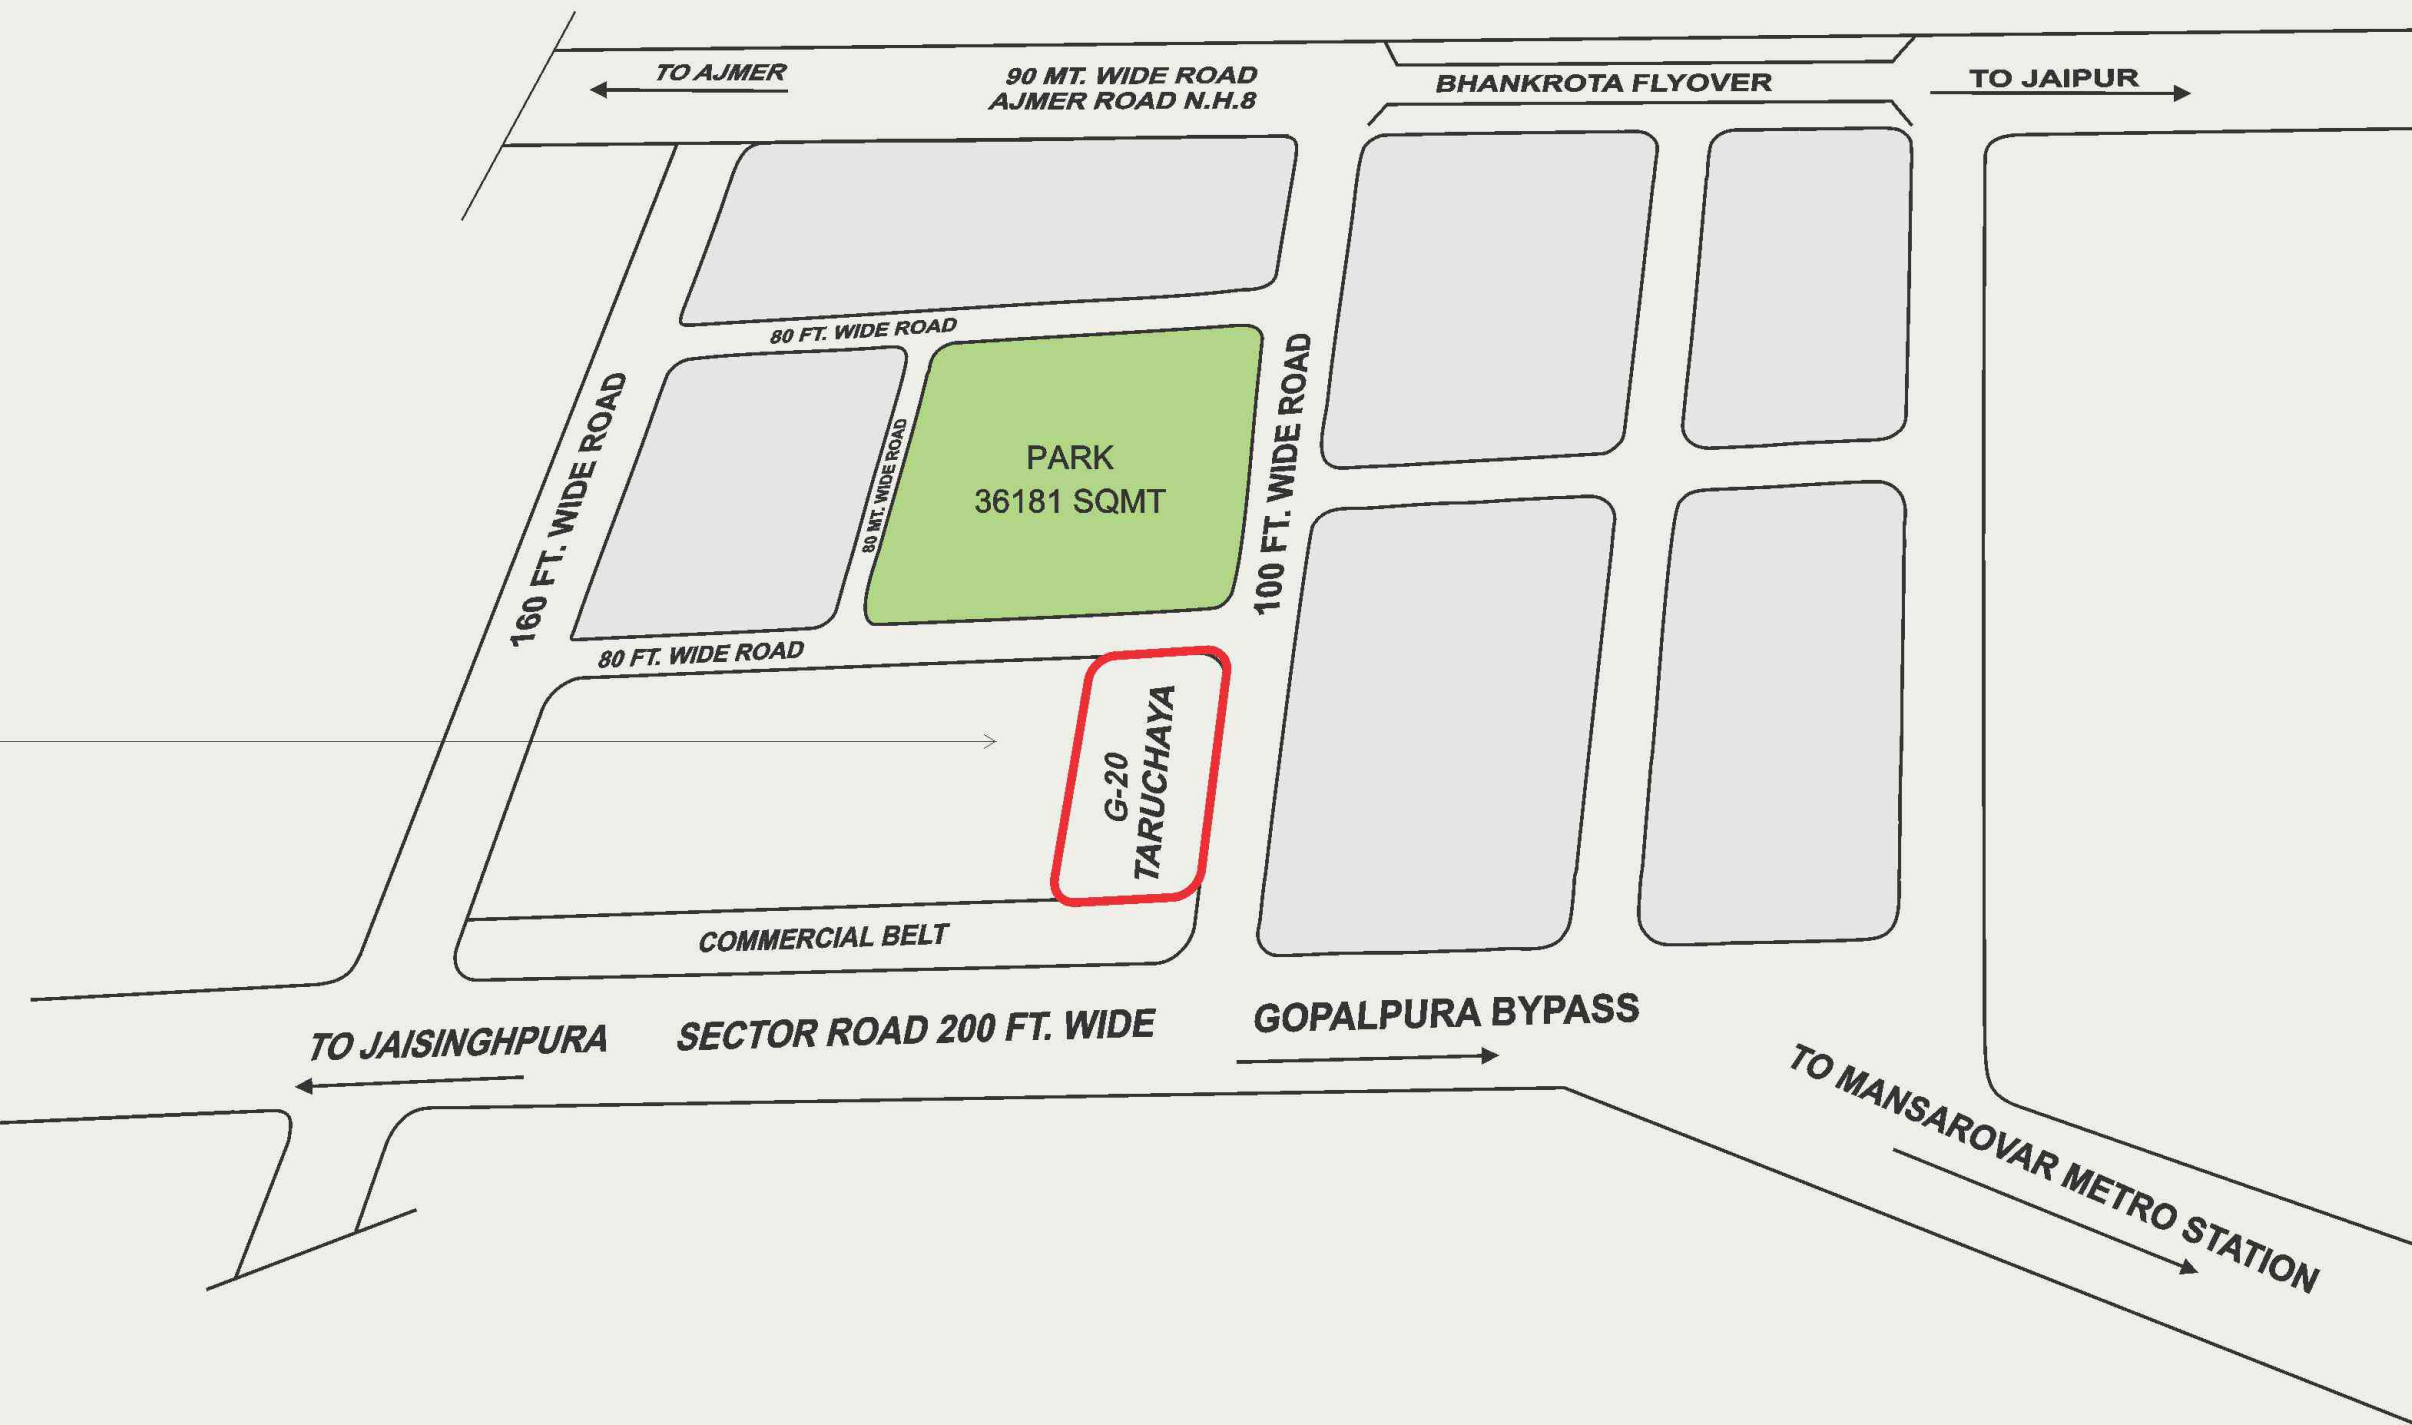 TO AJMER
90 MT. WIDE ROAD
AJMER ROAD N.H.8
BHANKROTA FLYOVER
TO JAIPUR
80 FT. WIDE ROAD
160 FT. WIDE ROAD
80 MT. WIDE ROAD
PARK
36181 SQMT
100 FT. WIDE ROAD
80 FT. WIDE ROAD
G-20
TARUCHAYA
COMMERCIAL BELT
TO JAISINGHPURA
SECTOR ROAD 200 FT. WIDE
GOPALPURA BYPASS
TO MANSAROVAR METRO STATION